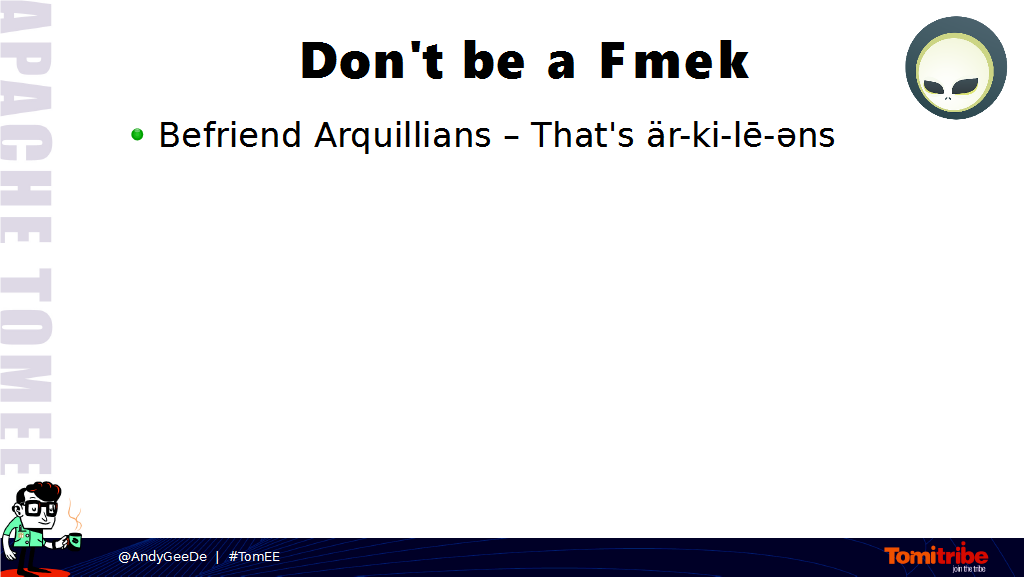 Don't be a Fmek
Befriend Arquillians – That's är-ki-lē-əns
APACHE TOMEE
@AndyGeeDe | #TomEE
Tomitribe
join the tribe